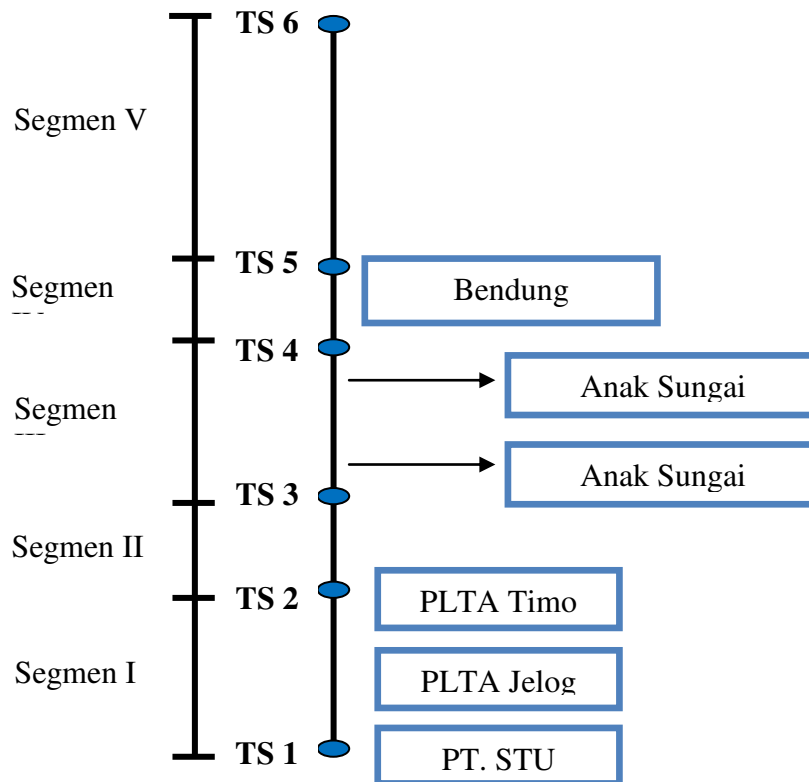 TS 6
Segmen V
TS 5
Bendung
Segmen
TS 4
Anak Sungai
Segmen
Anak Sungai
TS 3
Segmen II
TS 2
PLTA Timo
Segmen I
PLTA Jelog
TS 1
PT. STU